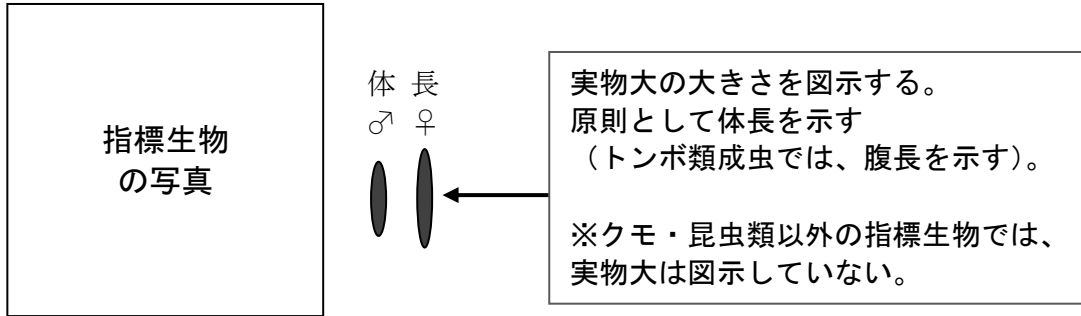 指標生物
の写真
体 長
♂ ♀
実物大の大きさを図示する。
原則として体長を示す
（トンボ類成虫では、腹長を示す）。
※クモ・昆虫類以外の指標生物では、
実物大は図示していない。